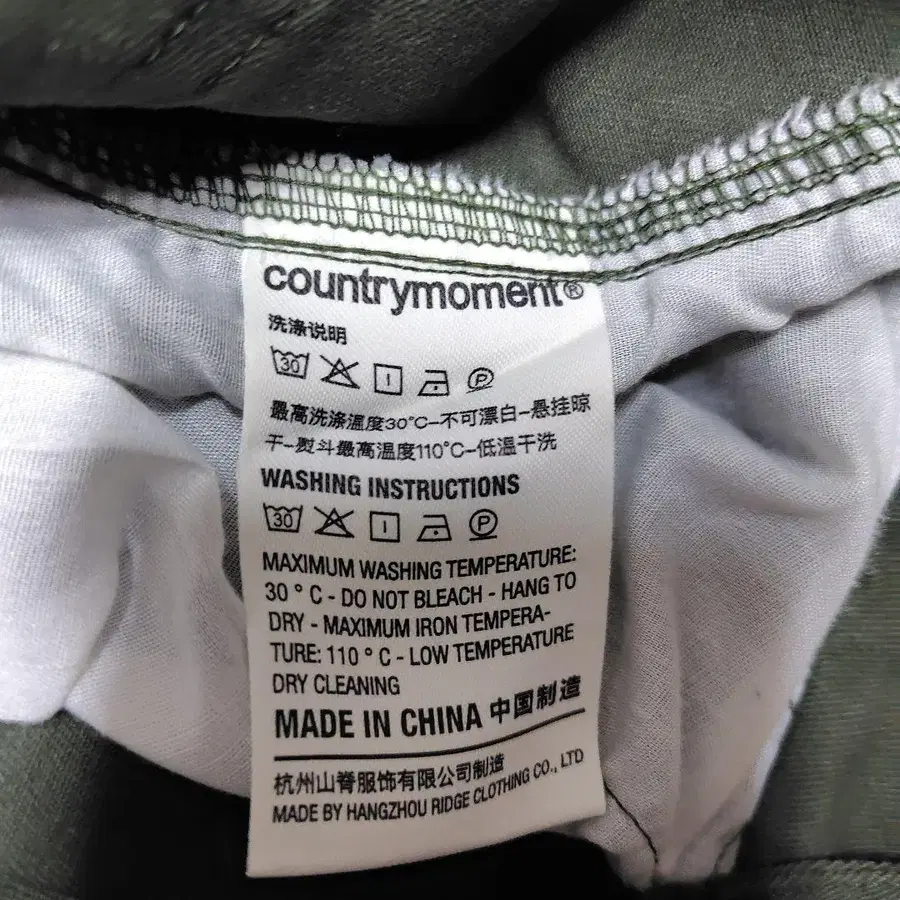 countrymoment®
洗涤说明
30 P
最高洗涤温度30°C-不可漂白-悬挂晾
干-熨斗最高温度110°C-低温干洗
WASHING INSTRUCTIONS
30 P
MAXIMUM WASHING TEMPERATURE:
30 ° C - DO NOT BLEACH - HANG TO
DRY - MAXIMUM IRON TEMPERA-
TURE: 110 ° C - LOW TEMPERATURE
DRY CLEANING
MADE IN CHINA 中国制造
杭州山脊服饰有限公司制造
MADE BY HANGZHOU RIDGE CLOTHING CO., LTD